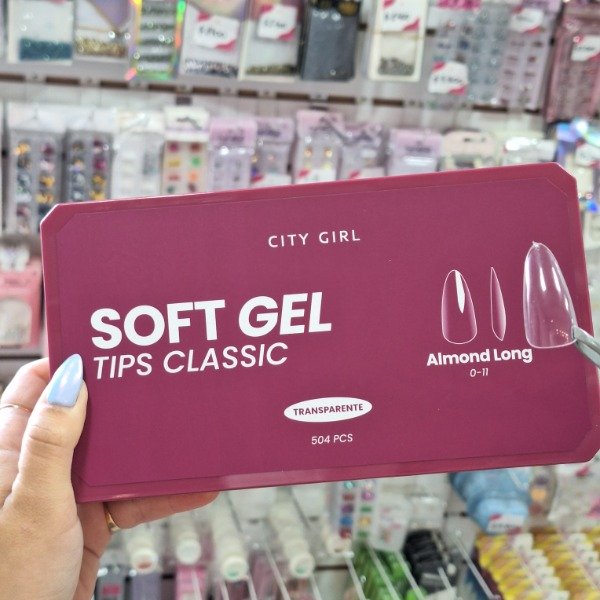 CITY GIRL
SOFT GEL
TIPS CLASSIC
Almond Long
0-11
TRANSPARENTE
504 PCS